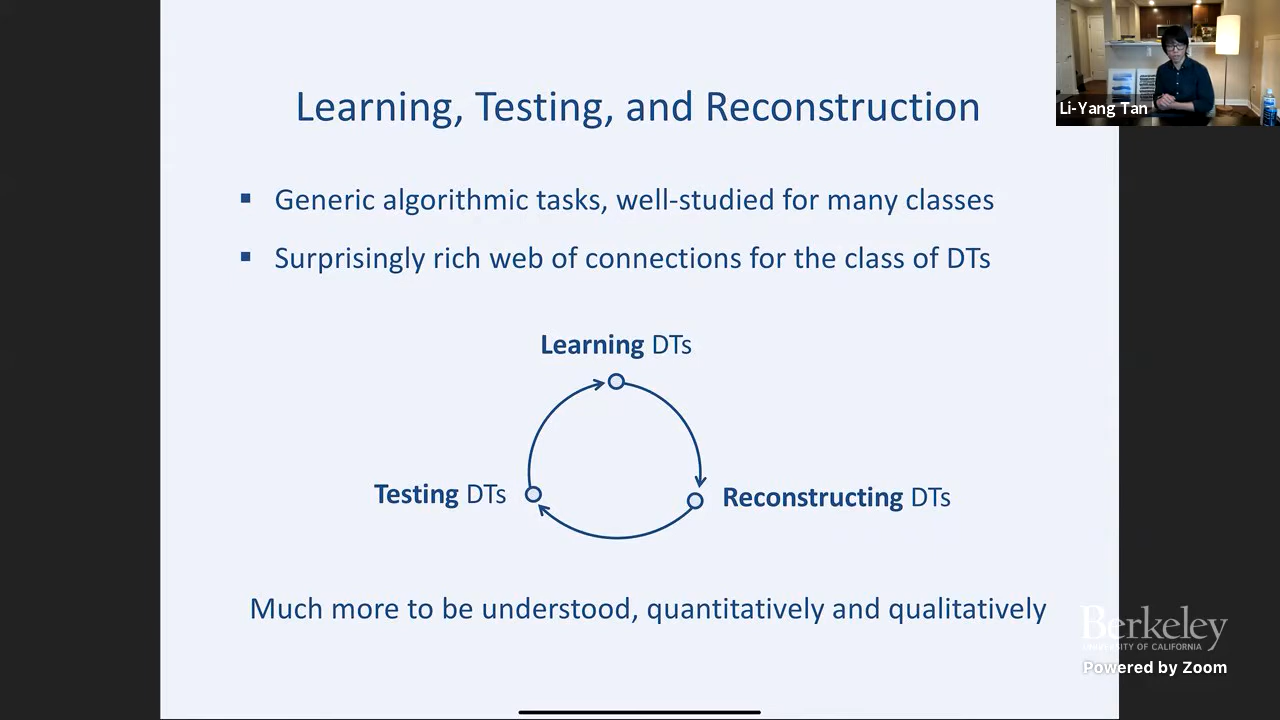 Learning, Testing, and Reconstruction
Li-Yang Tan
Generic algorithmic tasks, well-studied for many classes
Surprisingly rich web of connections for the class of DTs
Learning DTs
Testing DTs
Reconstructing DTs
Much more to be understood, quantitatively and qualitatively
Berkeley
UNIVERSITY OF CALIFORNIA
Powered by Zoom